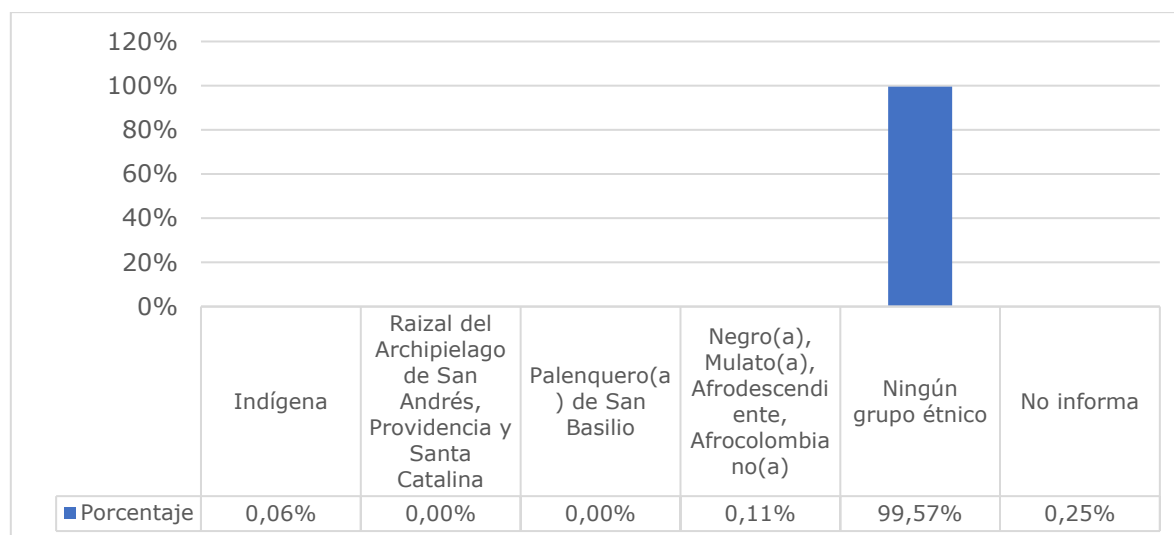 120%
100%
80%
60%
40%
20%
0%
Indígena
Raizal del
Archipielago
de San
Andrés,
Providencia y
Santa
Catalina
Palenquero(a
) de San
Basilio
Negro(a),
Mulato(a),
Afrodescendi
ente,
Afrocolombia
no(a)
Ningún
grupo étnico
No informa
Porcentaje 0,06% 0,00% 0,00% 0,11% 99,57% 0,25%